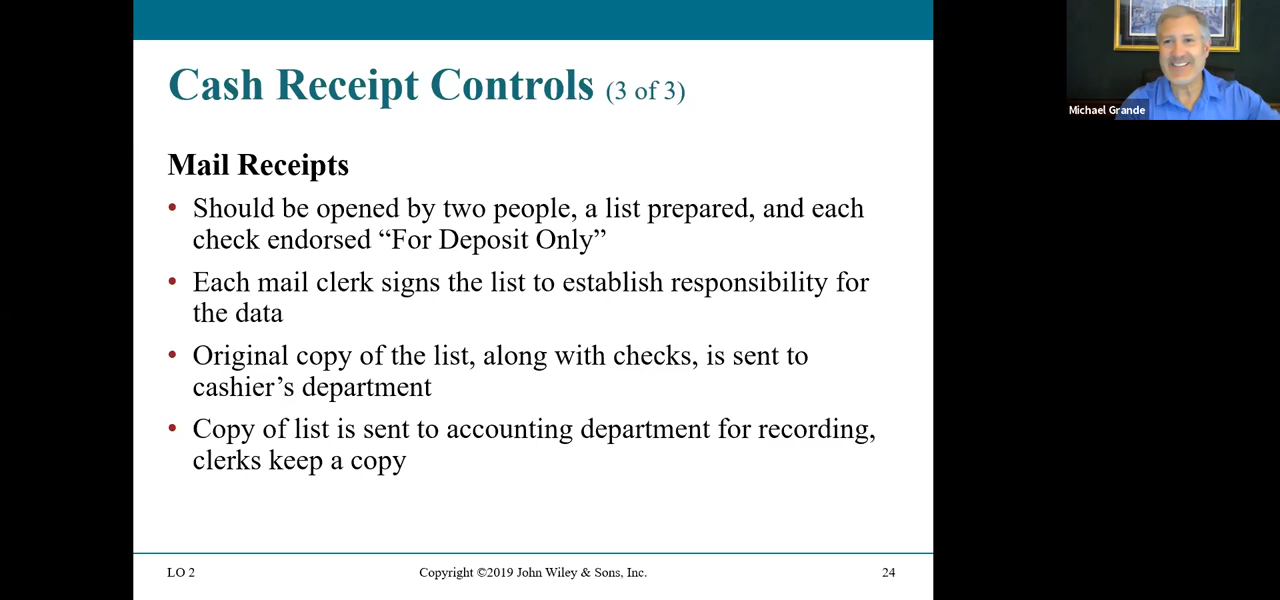 Cash Receipt Controls (3 of 3)
Michael Grande
Mail Receipts
• Should be opened by two people, a list prepared, and each
check endorsed “For Deposit Only”
• Each mail clerk signs the list to establish responsibility for
the data
• Original copy of the list, along with checks, is sent to
cashier’s department
• Copy of list is sent to accounting department for recording,
clerks keep a copy
LO 2
Copyright ©2019 John Wiley & Sons, Inc.
24